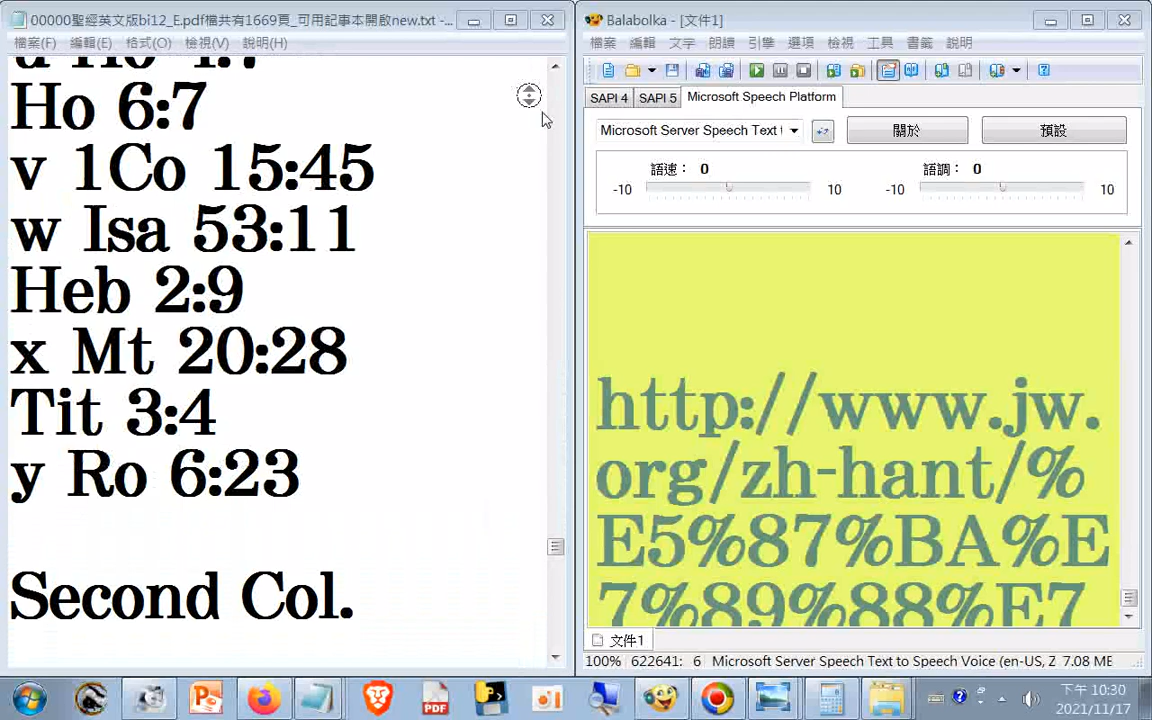 00000聖經英文版bi12_E.pdf檔共有1669頁_可用記事本開啟new.txt -...
檔案(F) 編輯(E) 格式(O) 檢視(V) 說明(H)
Ho 6:7
v 1Co 15:45
w Isa 53:11
Heb 2:9
x Mt 20:28
Tit 3:4
y Ro 6:23
Second Col.
Balabolka - [文件1]
檔案 編輯 文字 朗讀 引擎 選項 檢視 工具 書籤 說明
SAPI 4 SAPI 5 Microsoft Speech Platform
Microsoft Server Speech Text 關於 預設
語速： 0 語調： 0
-10 10 -10 10
http://www.jw.
org/zh-hant/%
E5%87%BA%E
7%89%88%E7
文件1
100% 622641: 6 Microsoft Server Speech Text to Speech Voice (en-US, Z 7.08 ME
PDF
下午 10:30
2021/11/17